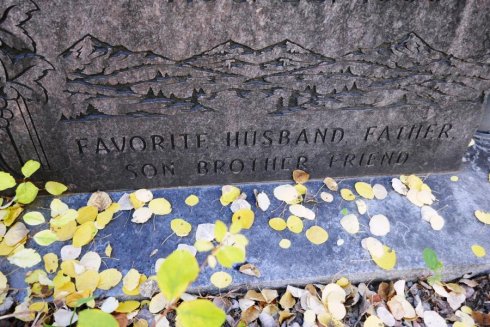 FAVORITE HUSBAND FATHER
SON BROTHER FRIEND